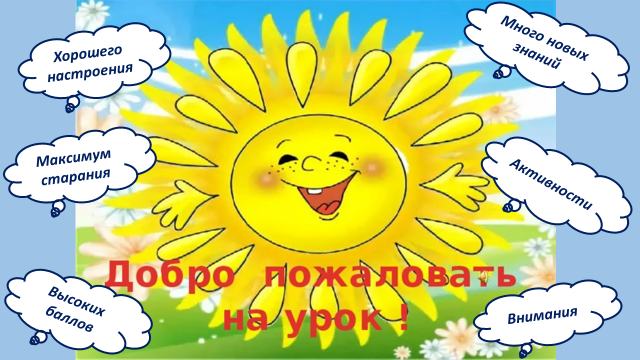 Хорошего
настроения
Много новых
знаний
Максимум
старания
Активности
Добро пожаловать
на урок !
Высоких
баллов
Внимания